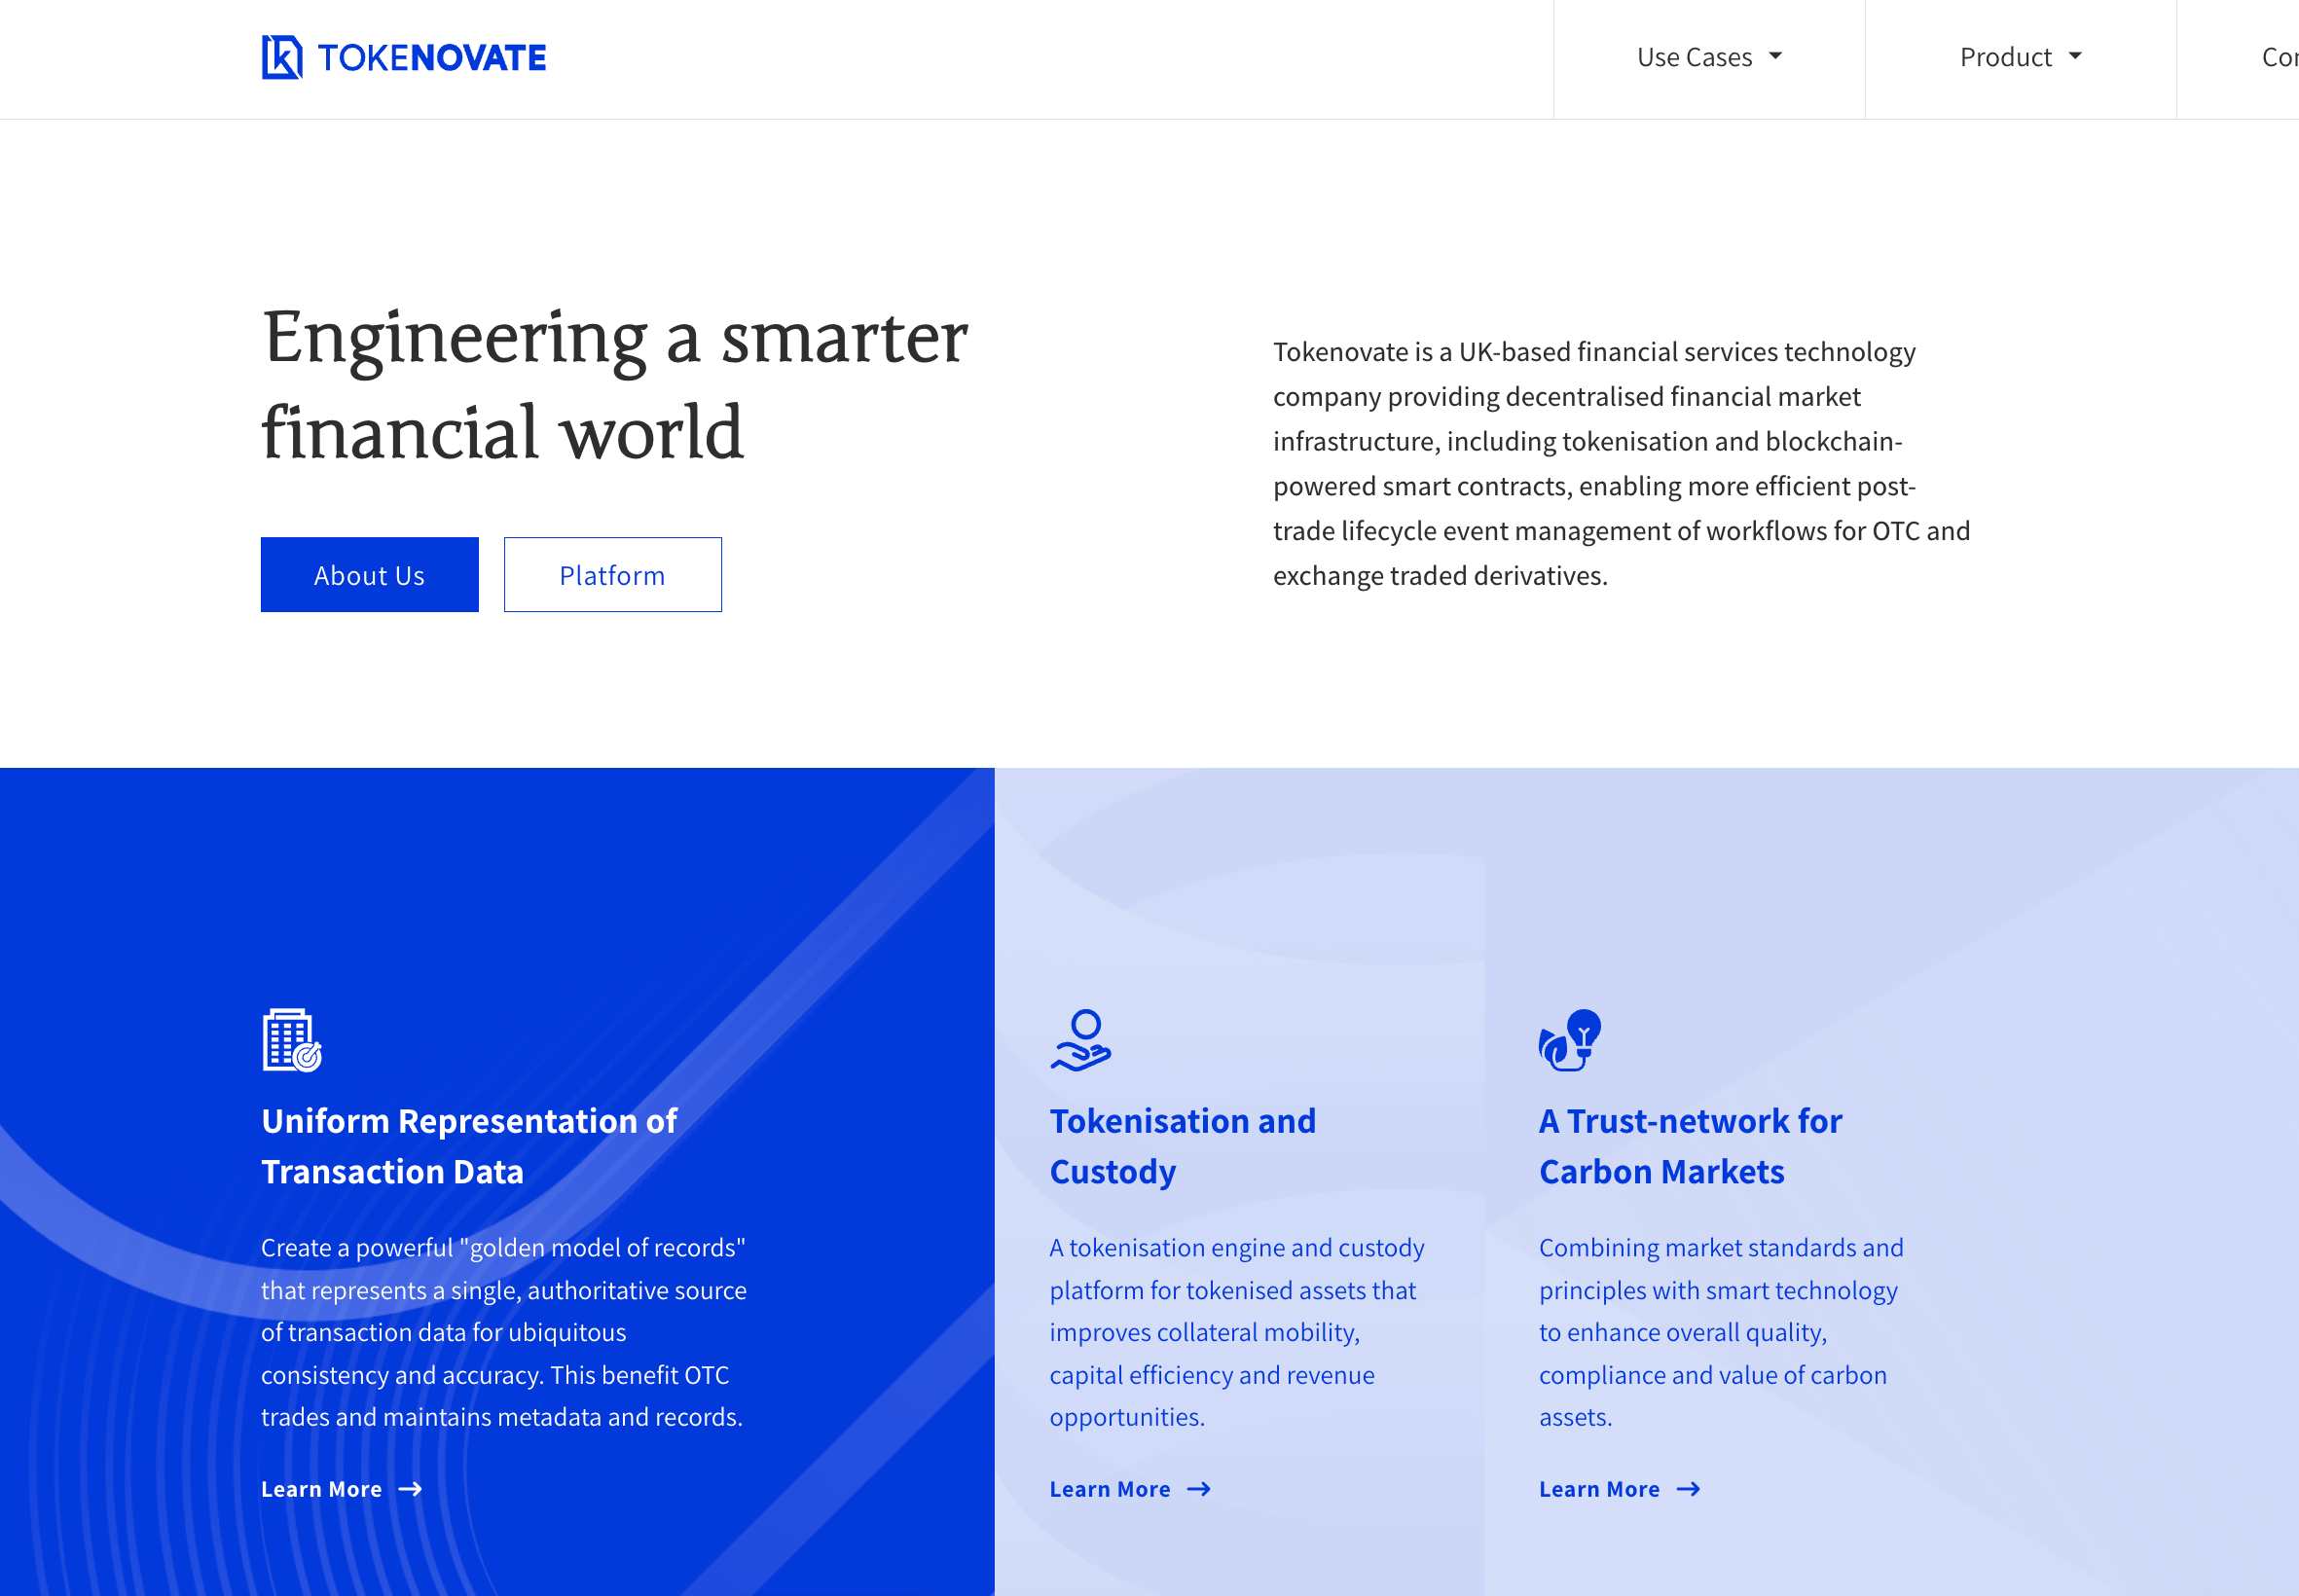 TOKENOVATE
Use Cases
Product
Engineering a smarter
financial world
About Us
Platform
Tokenovate is a UK-based financial services technology
company providing decentralised financial market
infrastructure, including tokenisation and blockchain-
powered smart contracts, enabling more efficient post-
trade lifecycle event management of workflows for OTC and
exchange traded derivatives.
Uniform Representation of
Transaction Data
Create a powerful "golden model of records"
that represents a single, authoritative source
of transaction data for ubiquitous
consistency and accuracy. This benefit OTC
trades and maintains metadata and records.
Learn More
Tokenisation and
Custody
A tokenisation engine and custody
platform for tokenised assets that
improves collateral mobility,
capital efficiency and revenue
opportunities.
Learn More
A Trust-network for
Carbon Markets
Combining market standards and
principles with smart technology
to enhance overall quality,
compliance and value of carbon
assets.
Learn More